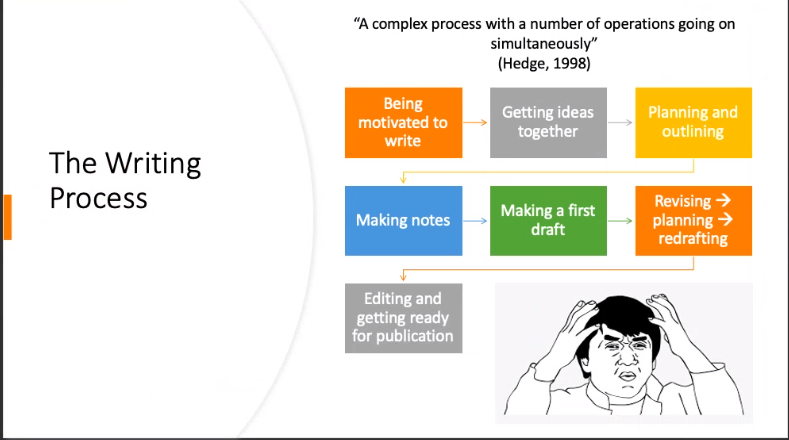 “A complex process with a number of operations going on
simultaneously”
(Hedge, 1998)
The Writing
Process
Being
motivated to
write
Getting ideas
together
Planning and
outlining
Making notes
Making a first
draft
Revising →
planning →
redrafting
Editing and
getting ready
for publication